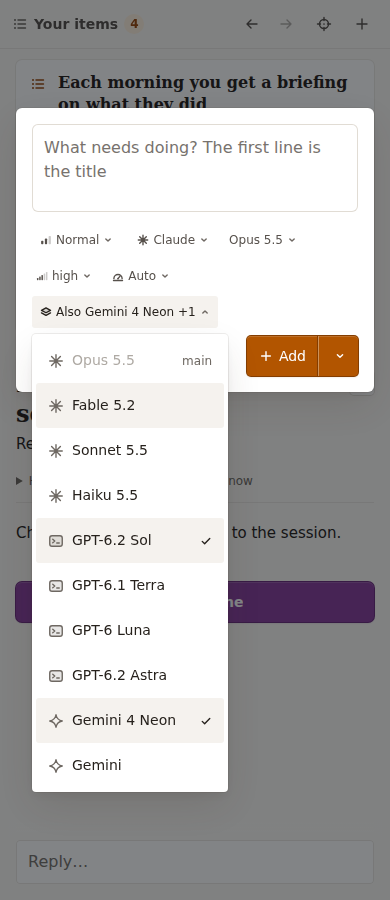 Your items 4
Each morning you get a briefing
on what they did
What needs doing? The first line is
the title
Normal Claude Opus 5.5
high Auto
Also Gemini 4 Neon +1
Add
Opus 5.5 main
Fable 5.2
Sonnet 5.5
Haiku 5.5
GPT-6.2 Sol
GPT-6.1 Terra
GPT-6 Luna
GPT-6.2 Astra
Gemini 4 Neon
Gemini
Re
now
to the session.
Reply…